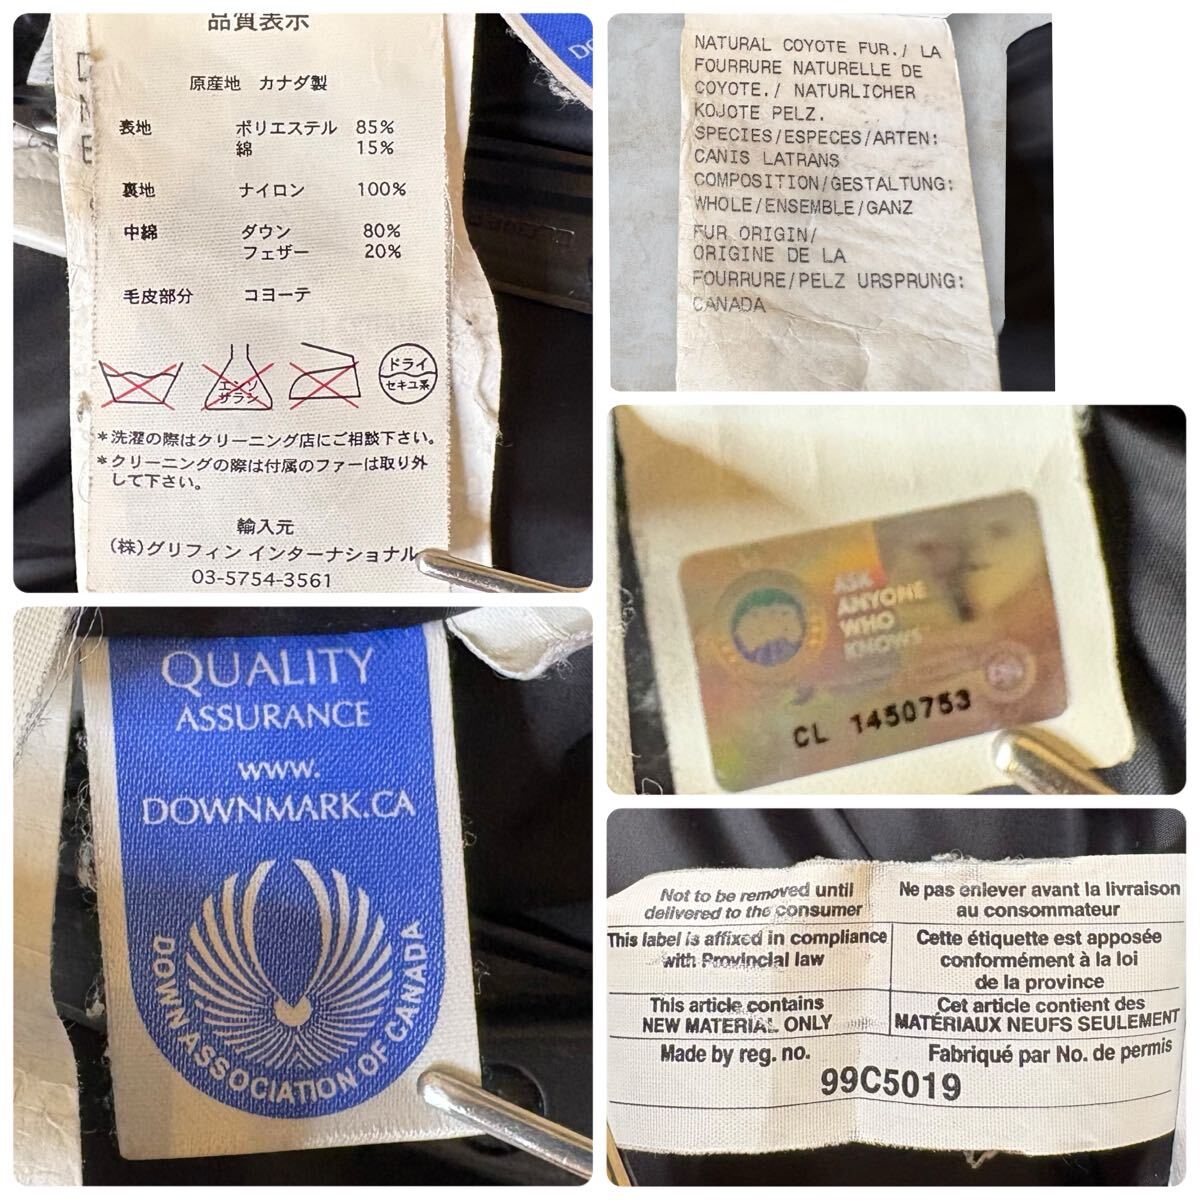 品質表示
原産地 カナダ製
表地 ポリエステル 85%
綿 15%
裏地 ナイロン 100%
中綿 ダウン 80%
フェザー 20%
毛皮部分 コヨーテ
エンソ
サラン
ドライ
セキユ系
*洗濯の際はクリーニング店にご相談下さい。
*クリーニングの際は付属のファーは取り外
して下さい。
輸入元
(株)グリフィン インターナショナル
03-5754-3561
NATURAL COYOTE FUR./ LA
FOURRURE NATURELLE DE
COYOTE./ NATURLICHER
KOJOTE PELZ.
SPECIES/ESPECES/ARTEN:
CANIS LATRANS
COMPOSITION/GESTALTUNG:
WHOLE/ENSEMBLE/GANZ
FUR ORIGIN/
ORIGINE DE LA
FOURRURE/PELZ URSPRUNG:
CANADA
ASK
ANYONE
WHO
KNOWS
CL 1450753
QUALITY
ASSURANCE
www.
DOWNMARK.CA
DOWN ASSOCIATION OF CANADA
Not to be removed until
delivered to the consumer
Ne pas enlever avant la livraison
au consommateur
This label is affixed in compliance
with Provincial law
Cette étiquette est apposée
conformément à la loi
de la province
This article contains
NEW MATERIAL ONLY
Cet article contient des
MATÉRIAUX NEUFS SEULEMENT
Made by reg. no.
Fabriqué par No. de permis
99C5019